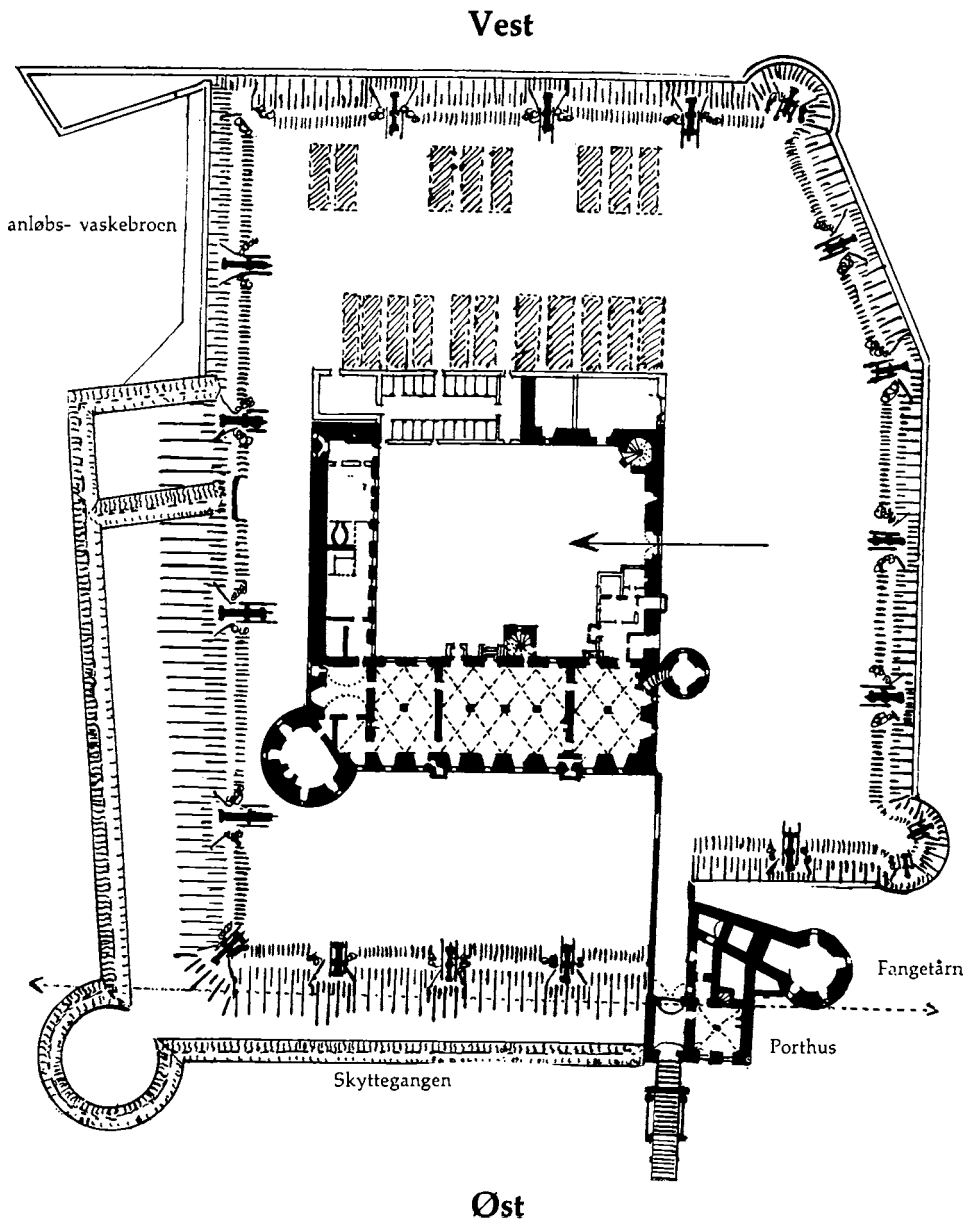 Vest
anløbs- vaskebroen
Fangetårn
Porthus
Skyttegangen
Øst